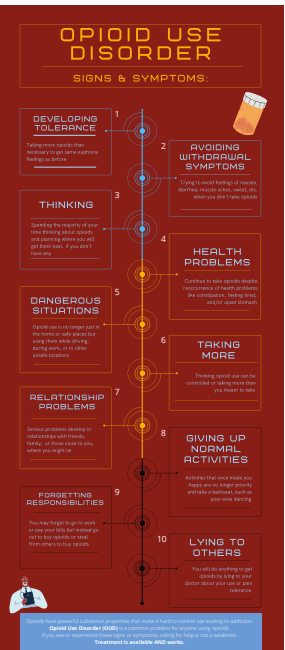 OPIOID USE
DISORDER
SIGNS & SYMPTOMS:
1
DEVELOPING
TOLERANCE
Taking more opioids than
necessary to get same euphoria
feelings as before
2
AVOIDING
WITHDRAWAL
SYMPTOMS
Trying to avoid feelings of nausea,
diarrhea, muscle aches, sweat, etc.
when you don't take opioids
3
THINKING
Spending the majority of your
time thinking about opioids
and planning where you will
get them next, if you don't
have any
4
HEALTH
PROBLEMS
Continue to take opioids despite
reoccurrence of health problems
like constipation, feeling tired,
and/or upset stomach
5
DANGEROUS
SITUATIONS
Opioid use is no longer just in
the home or safe places but
using them while driving,
during work, or in other
unsafe locations
6
TAKING
MORE
Thinking opioid use can be
controlled or taking more than
you meant to take
7
RELATIONSHIP
PROBLEMS
Serious problems develop in
relationships with friends,
family, or those close to you,
where you might lie
8
GIVING UP
NORMAL
ACTIVITIES
Activities that once made you
happy are no longer priority
and take a backseat, such as
pow-wow dancing
9
FORGETTING
RESPONSIBILITIES
You may forget to go to work
or pay your bills but instead go
out to buy opioids or steal
from others to buy opioids
10
LYING TO
OTHERS
You will do anything to get
opioids by lying to your
doctor about your use or pain
tolerance
Opioids have powerful substance properties that make it hard to control use leading to addiction.
Opioid Use Disorder (OUD) is a common problem for anyone using opioids.
If you see or experience these signs or symptoms, asking for help is not a weakness.
Treatment is available AND works.